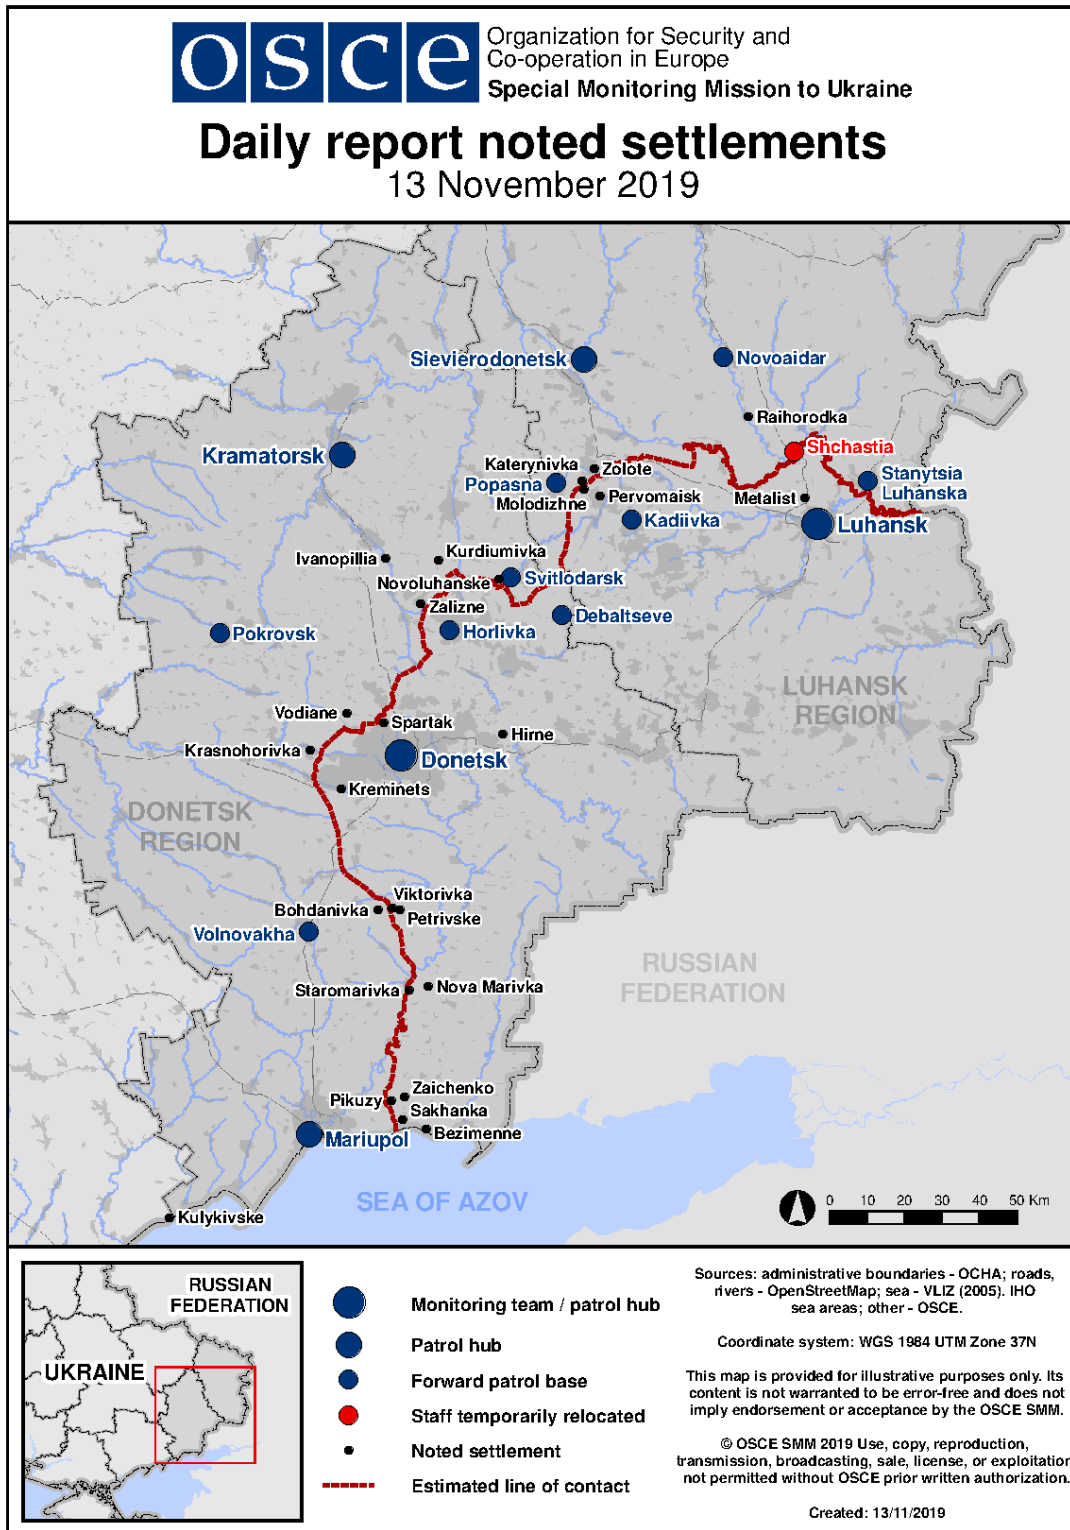 osce
Organization for Security and
Co-operation in Europe
Special Monitoring Mission to Ukraine
Daily report noted settlements
13 November 2019
Sievierodonetsk
Novoaidar
Raihorodka
Shchastia
Kramatorsk
Katerynivka
Zolote
Popasna
Stanytsia
Luhanska
Molodizhne
Pervomaisk
Metalist
Kadiivka
Luhansk
Ivanopillia
Kurdiumivka
Novoluhanske
Svitlodarsk
Zalizne
Debaltseve
Pokrovsk
Horlivka
LUHANSK
REGION
Vodiane
Spartak
Hirne
Krasnohorivka
Donetsk
Kreminets
DONETSK
REGION
Viktorivka
Bohdanivka
Petrivske
Volnovakha
RUSSIAN
FEDERATION
Staromarivka
Nova Marivka
Zaichenko
Pikuzy
Sakhanka
Bezimenne
Mariupol
SEA OF AZOV
0 10 20 30 40 50 Km
Kulykivske
RUSSIAN
FEDERATION
UKRAINE
Monitoring team / patrol hub
Patrol hub
Forward patrol base
Staff temporarily relocated
Noted settlement
Estimated line of contact
Sources: administrative boundaries - OCHA; roads,
rivers - OpenStreetMap; sea - VLIZ (2005). IHO
sea areas; other - OSCE.
Coordinate system: WGS 1984 UTM Zone 37N
This map is provided for illustrative purposes only. Its
content is not warranted to be error-free and does not
imply endorsement or acceptance by the OSCE SMM.
© OSCE SMM 2019 Use, copy, reproduction,
transmission, broadcasting, sale, license, or exploitation
not permitted without OSCE prior written authorization.
Created: 13/11/2019